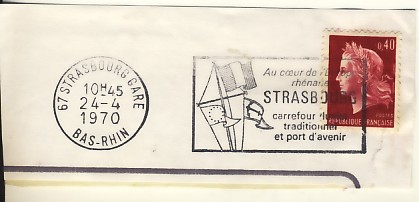 67 STRASBOURG GARE
10H45
24-4
1970
BAS-RHIN
Au cœur de
rhénan
STRASBOURG
carrefour
traditionnel
et port d'avenir
0,40
REPUBLIQUE FRANÇAISE